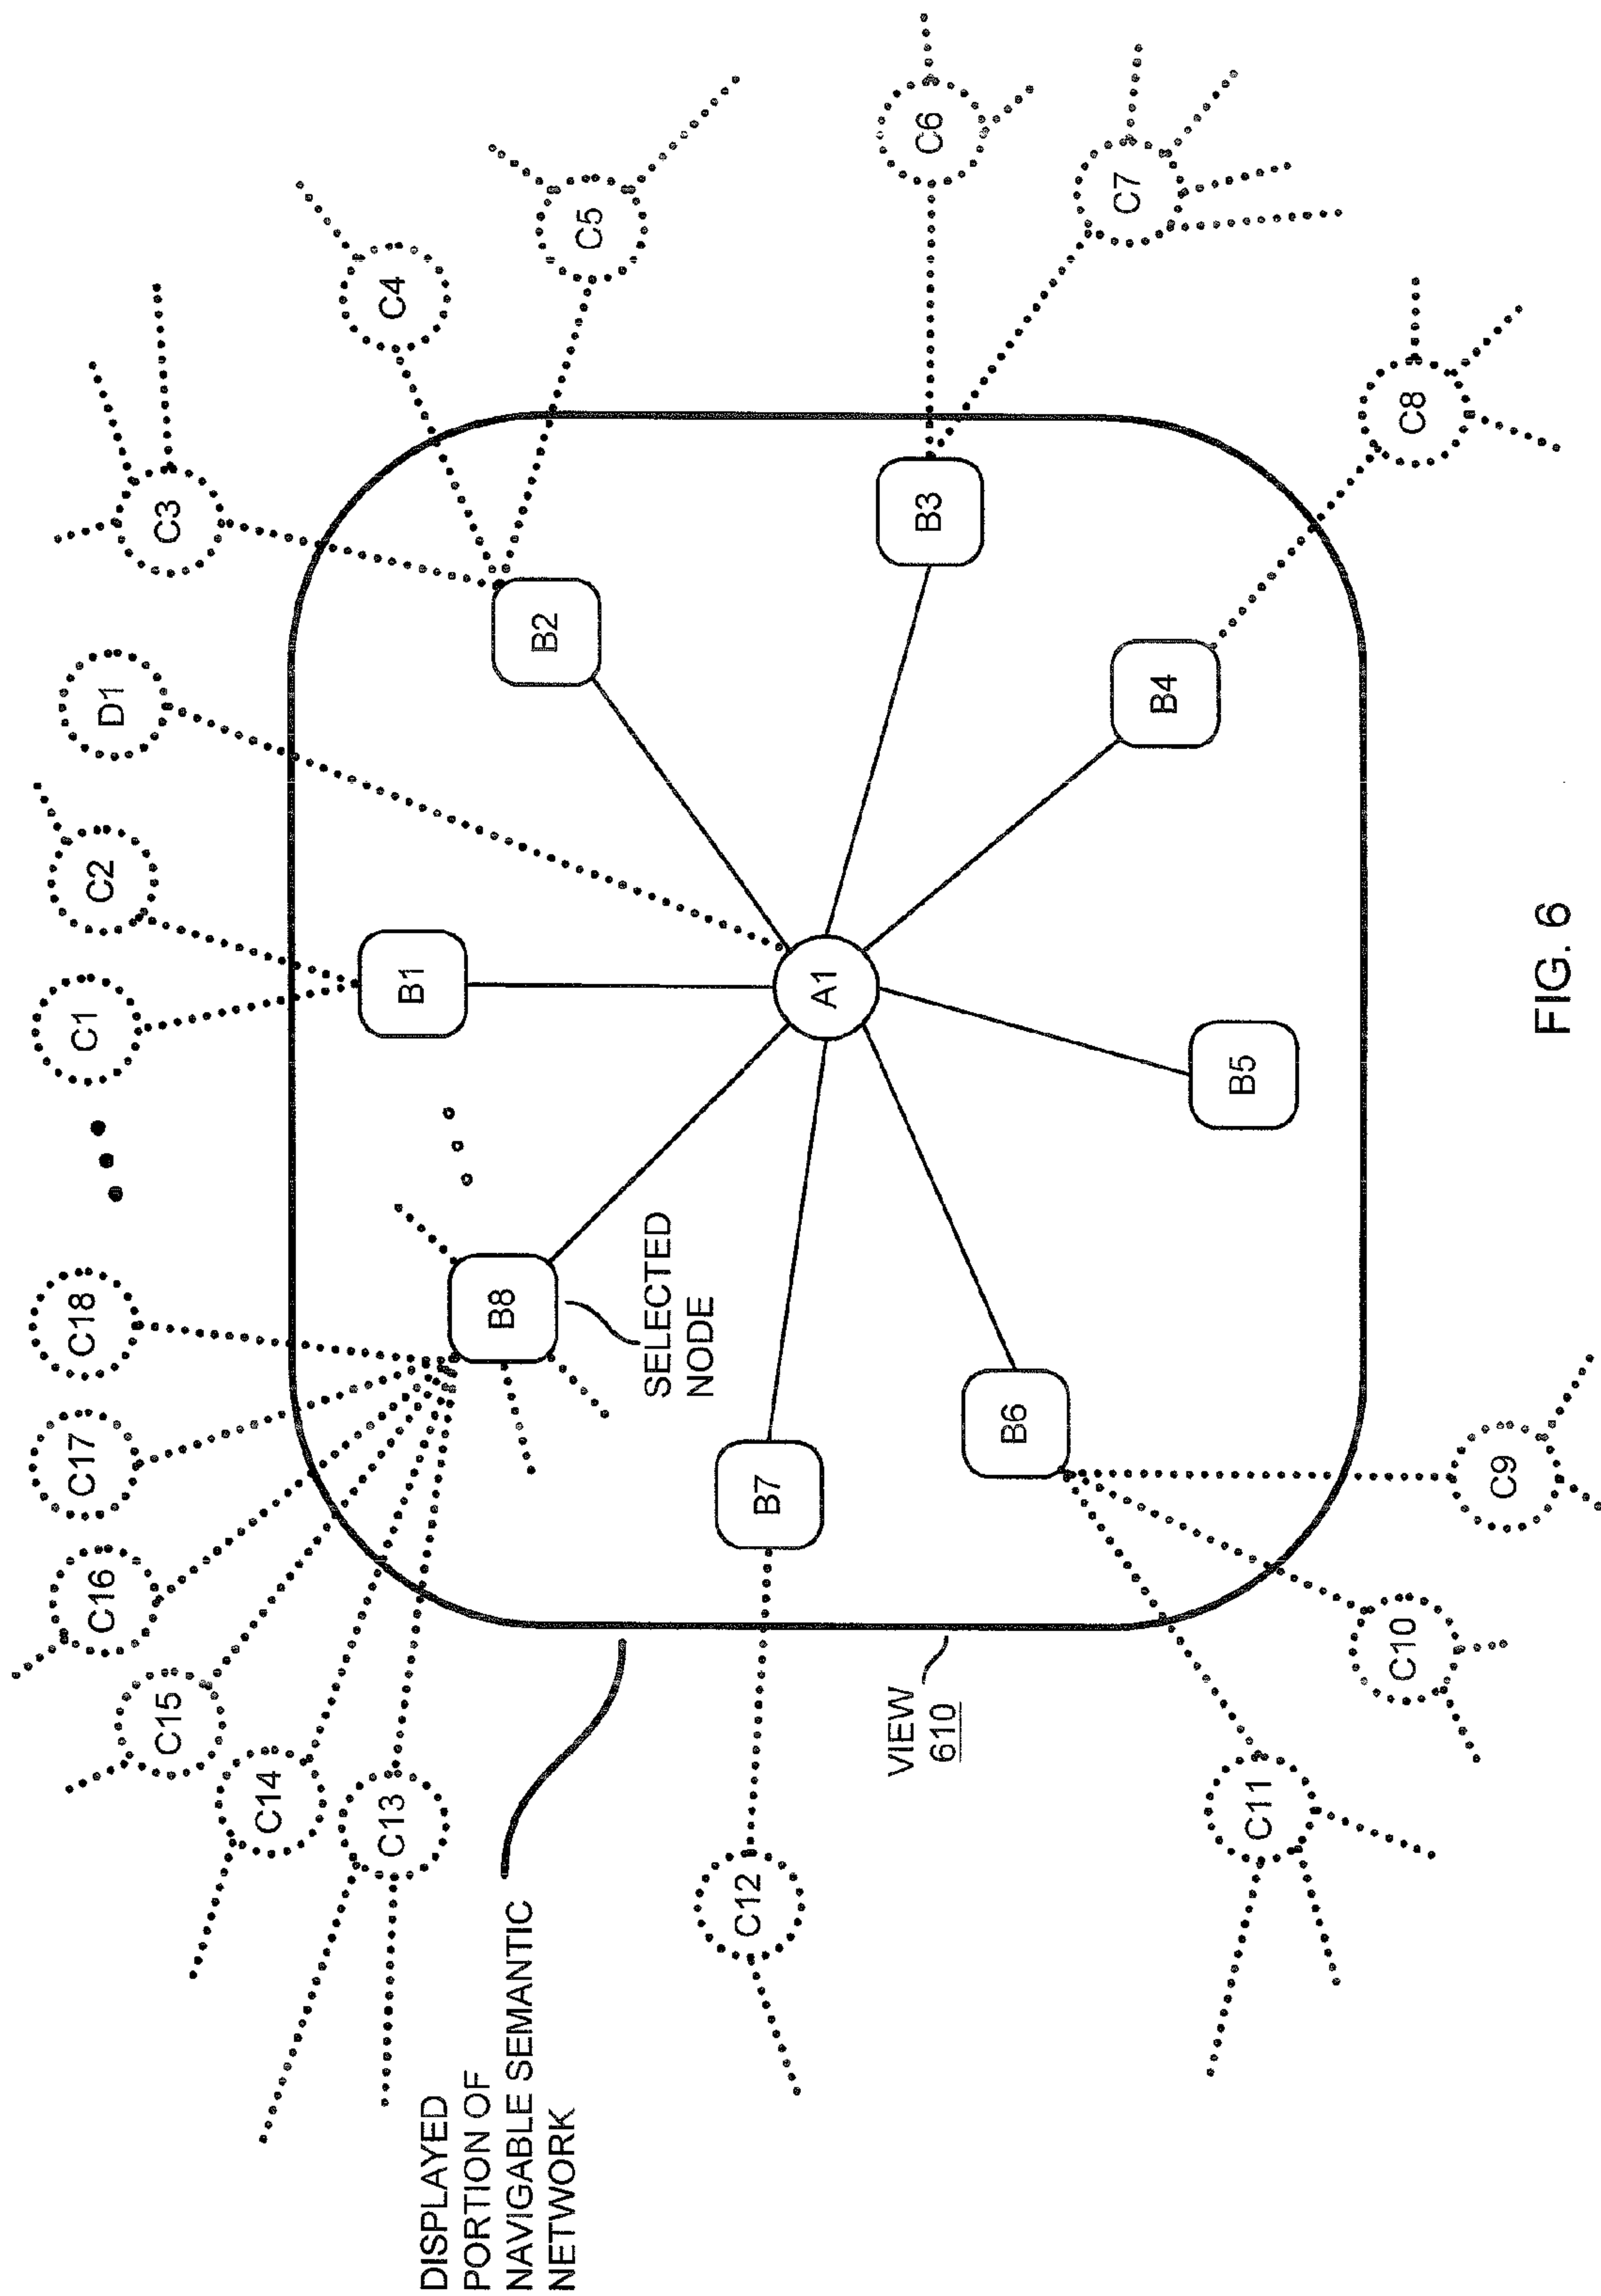 DISPLAYED
PORTION OF
NAVIGABLE SEMANTIC
NETWORK
VIEW
610
SELECTED
NODE
A1
B1
B2
B3
B4
B5
B6
B7
B8
C1
C2
D1
C3
C4
C5
C6
C7
C8
C9
C10
C11
C12
C13
C14
C15
C16
C17
C18
FIG. 6